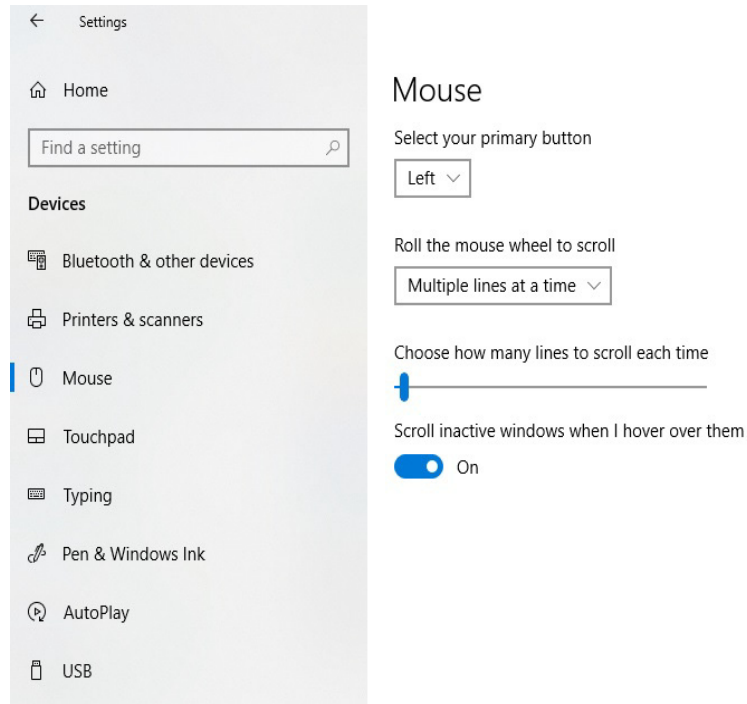 Settings
Home
Find a setting
Devices
Bluetooth & other devices
Printers & scanners
Mouse
Touchpad
Typing
Pen & Windows Ink
AutoPlay
USB
Mouse
Select your primary button
Left
Roll the mouse wheel to scroll
Multiple lines at a time
Choose how many lines to scroll each time
Scroll inactive windows when I hover over them
On